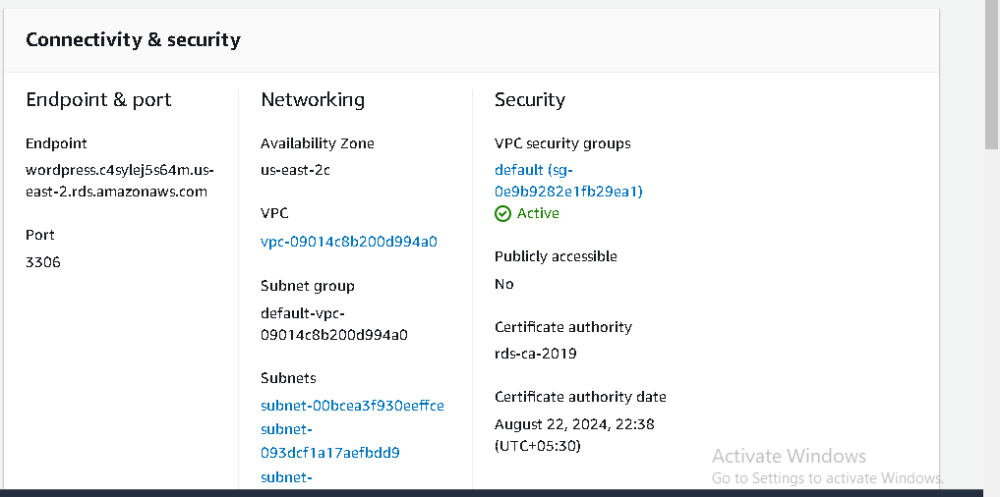 Connectivity & security
Endpoint & port
Endpoint
wordpress.c4sylej5s64m.us-
east-2.rds.amazonaws.com
Port
3306
Networking
Availability Zone
us-east-2c
VPC
vpc-09014c8b200d994a0
Subnet group
default-vpc-
09014c8b200d994a0
Subnets
subnet-00bcea3f930eeffce
subnet-
093dcf1a17aefbdd9
subnet-
Security
VPC security groups
default (sg-
0e9b9282e1fb29ea1)
Active
Publicly accessible
No
Certificate authority
rds-ca-2019
Certificate authority date
August 22, 2024, 22:38
(UTC+05:30)
Activate Windows
Go to Settings to activate Windows.